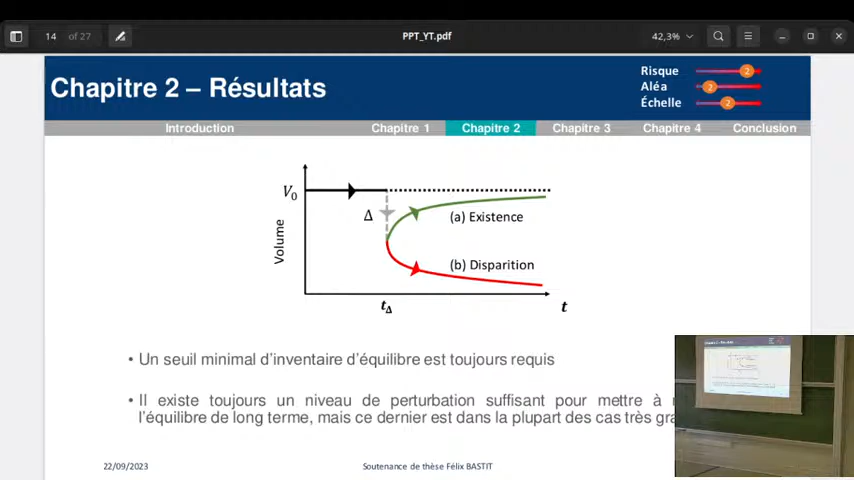 14 of 27
PPT_YT.pdf
42,3%
Chapitre 2 – Résultats
Risque 2
Aléa 2
Échelle 2
Introduction Chapitre 1 Chapitre 2 Chapitre 3 Chapitre 4 Conclusion
V₀
Volume
Δ
(a) Existence
(b) Disparition
t_Δ
t
• Un seuil minimal d'inventaire d'équilibre est toujours requis
• Il existe toujours un niveau de perturbation suffisant pour mettre à
l'équilibre de long terme, mais ce dernier est dans la plupart des cas très
22/09/2023
Soutenance de thèse Félix BASTIT